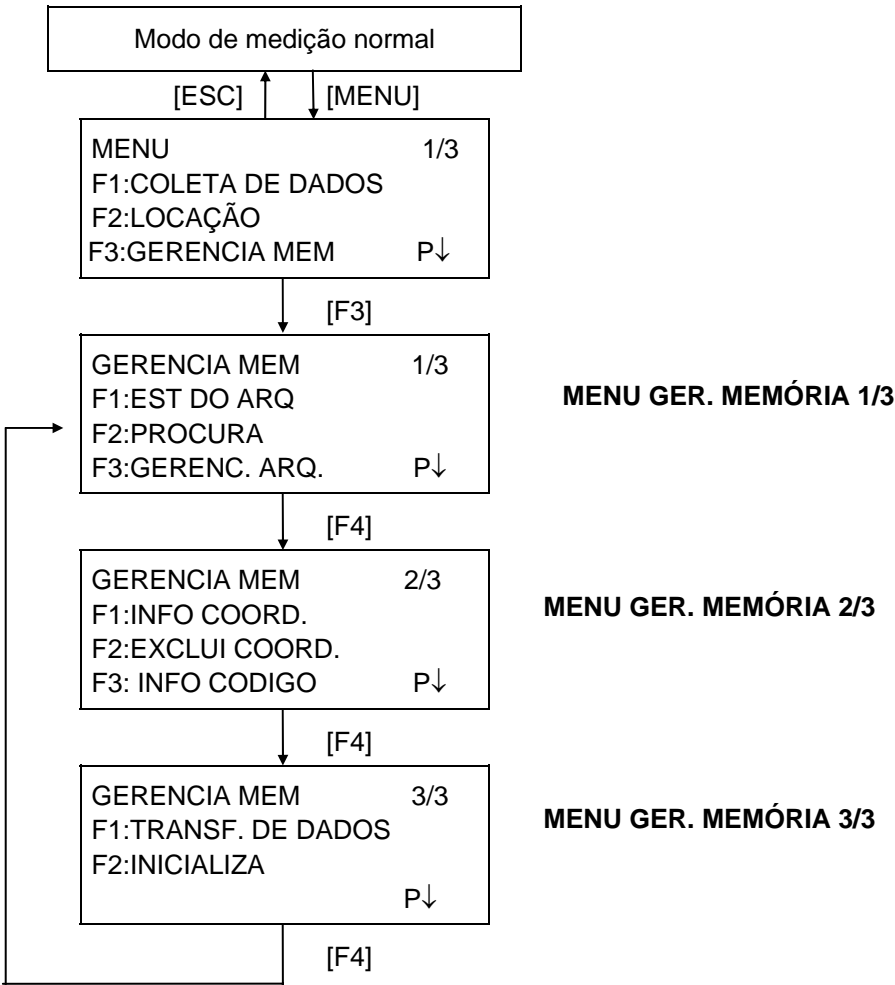 Modo de medição normal
[ESC] [MENU]
MENU 1/3
F1:COLETA DE DADOS
F2:LOCAÇÃO
F3:GERENCIA MEM P↓
[F3]
GERENCIA MEM 1/3
F1:EST DO ARQ
MENU GER. MEMÓRIA 1/3
F2:PROCURA
F3:GERENC. ARQ. P↓
[F4]
GERENCIA MEM 2/3
F1:INFO COORD.
MENU GER. MEMÓRIA 2/3
F2:EXCLUI COORD.
F3: INFO CODIGO P↓
[F4]
GERENCIA MEM 3/3
F1:TRANSF. DE DADOS
MENU GER. MEMÓRIA 3/3
F2:INICIALIZA
P↓
[F4]